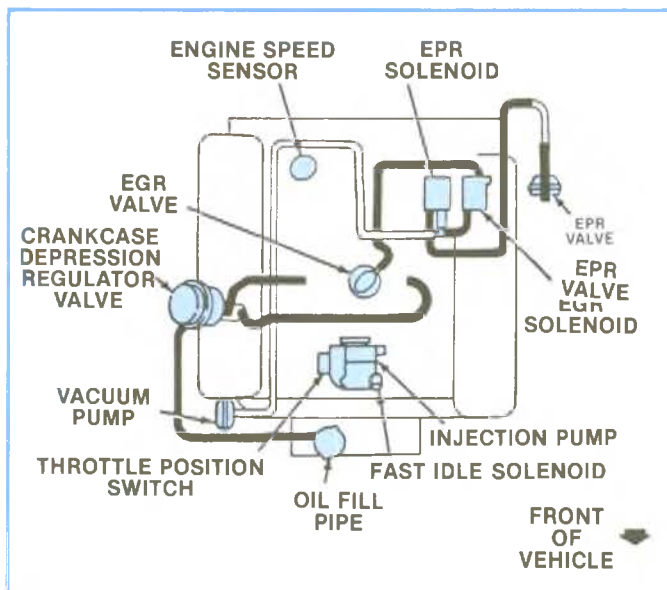 ENGINE SPEED
SENSOR
EPR
SOLENOID
EGR
VALVE
EPR
VALVE
CRANKCASE
DEPRESSION
REGULATOR
VALVE
EPR
VALVE
EGR
SOLENOID
VACUUM
PUMP
INJECTION PUMP
THROTTLE POSITION
SWITCH
FAST IDLE SOLENOID
OIL FILL
PIPE
FRONT
OF
VEHICLE